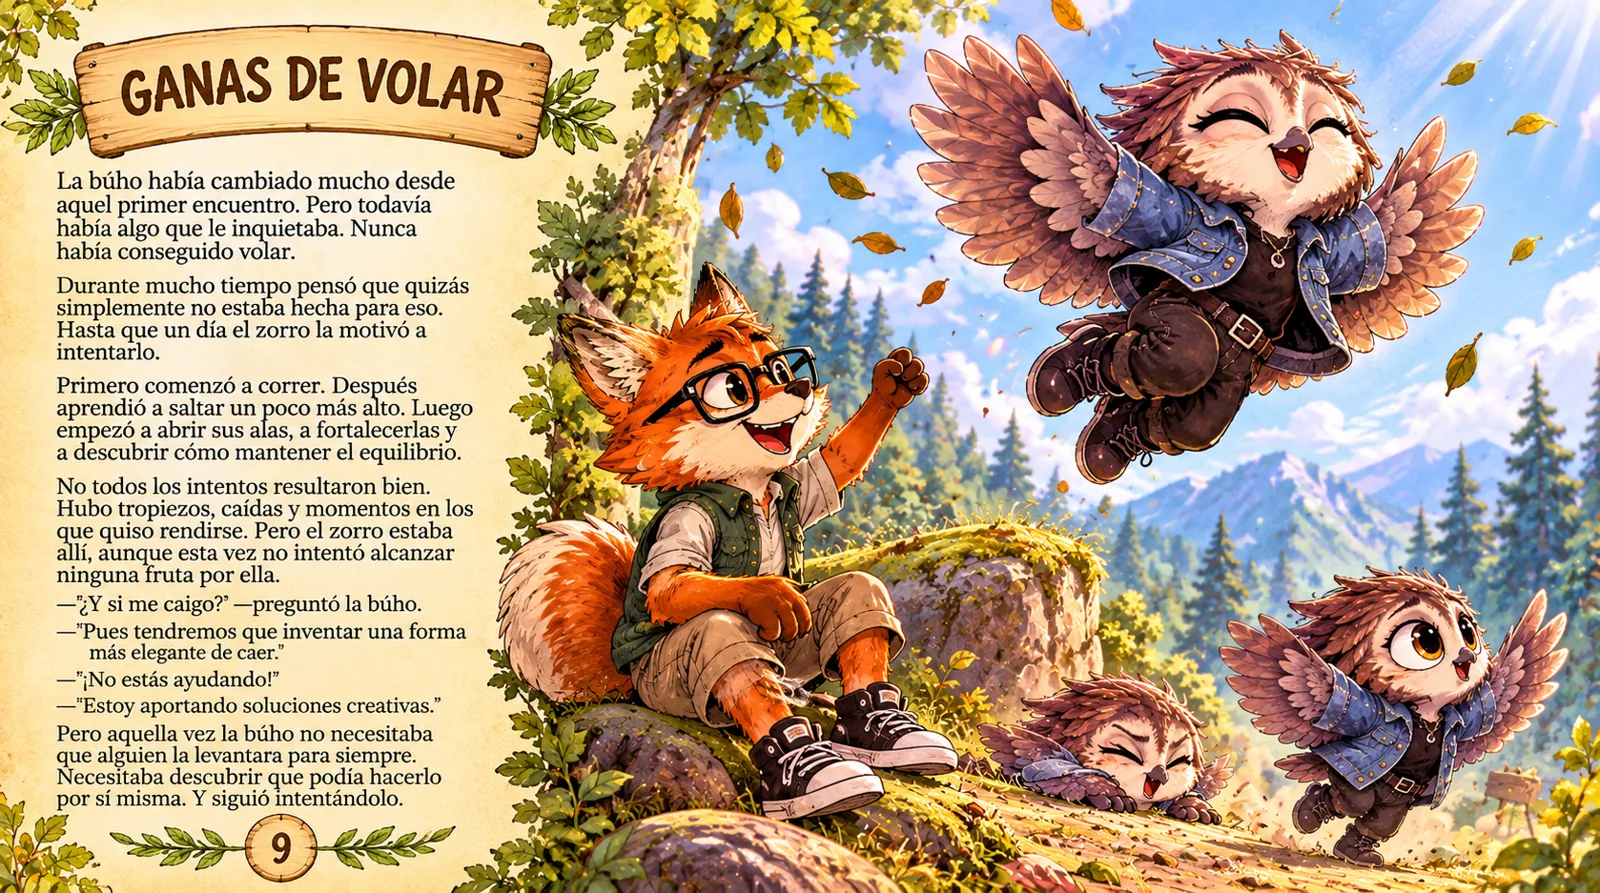 GANAS DE VOLAR
La búho había cambiado mucho desde
aquel primer encuentro. Pero todavía
había algo que le inquietaba. Nunca
había conseguido volar.
Durante mucho tiempo pensó que quizás
simplemente no estaba hecha para eso.
Hasta que un día el zorro la motivó a
intentarlo.
Primero comenzó a correr. Después
aprendió a saltar un poco más alto. Luego
empezó a abrir sus alas, a fortalecerlas y
a descubrir cómo mantener el equilibrio.
No todos los intentos resultaron bien.
Hubo tropiezos, caídas y momentos en los
que quiso rendirse. Pero el zorro estaba
allí, aunque esta vez no intentó alcanzar
ninguna fruta por ella.
—"¿Y si me caigo?" —preguntó la búho.
—"Pues tendremos que inventar una forma
más elegante de caer."
—"¡No estás ayudando!"
—"Estoy aportando soluciones creativas."
Pero aquella vez la búho no necesitaba
que alguien la levantara para siempre.
Necesitaba descubrir que podía hacerlo
por sí misma. Y siguió intentándolo.
9